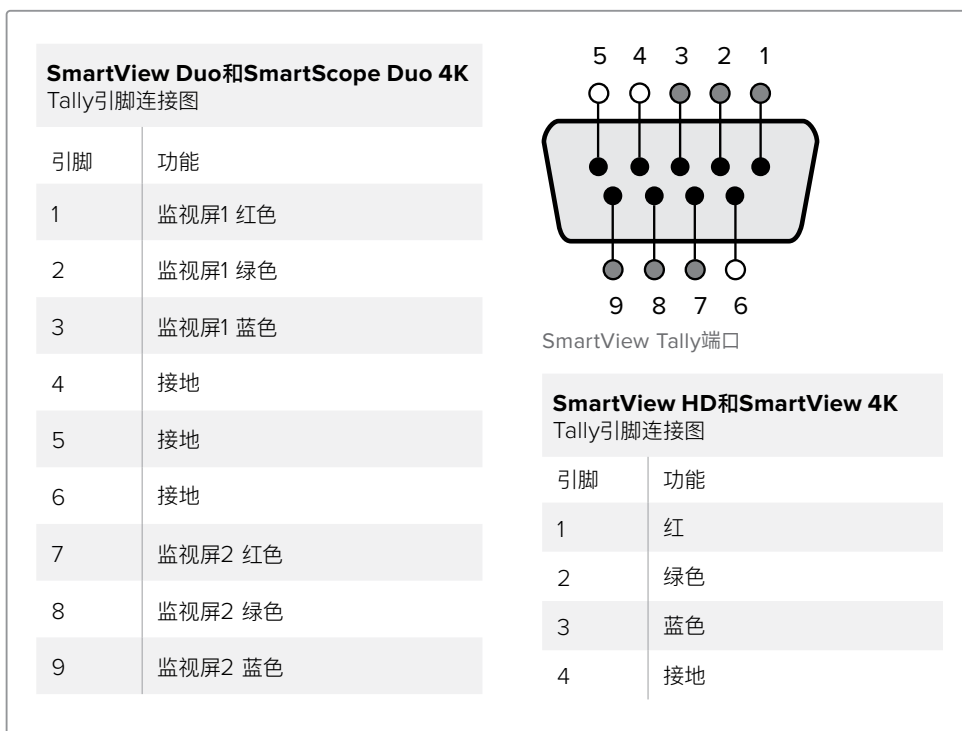 SmartView Duo和SmartScope Duo 4K
Tally引脚连接图
引脚 功能
1 监视屏1 红色
2 监视屏1 绿色
3 监视屏1 蓝色
4 接地
5 接地
6 接地
7 监视屏2 红色
8 监视屏2 绿色
9 监视屏2 蓝色
5 4 3 2 1
9 8 7 6
SmartView Tally端口
SmartView HD和SmartView 4K
Tally引脚连接图
引脚 功能
1 红
2 绿色
3 蓝色
4 接地